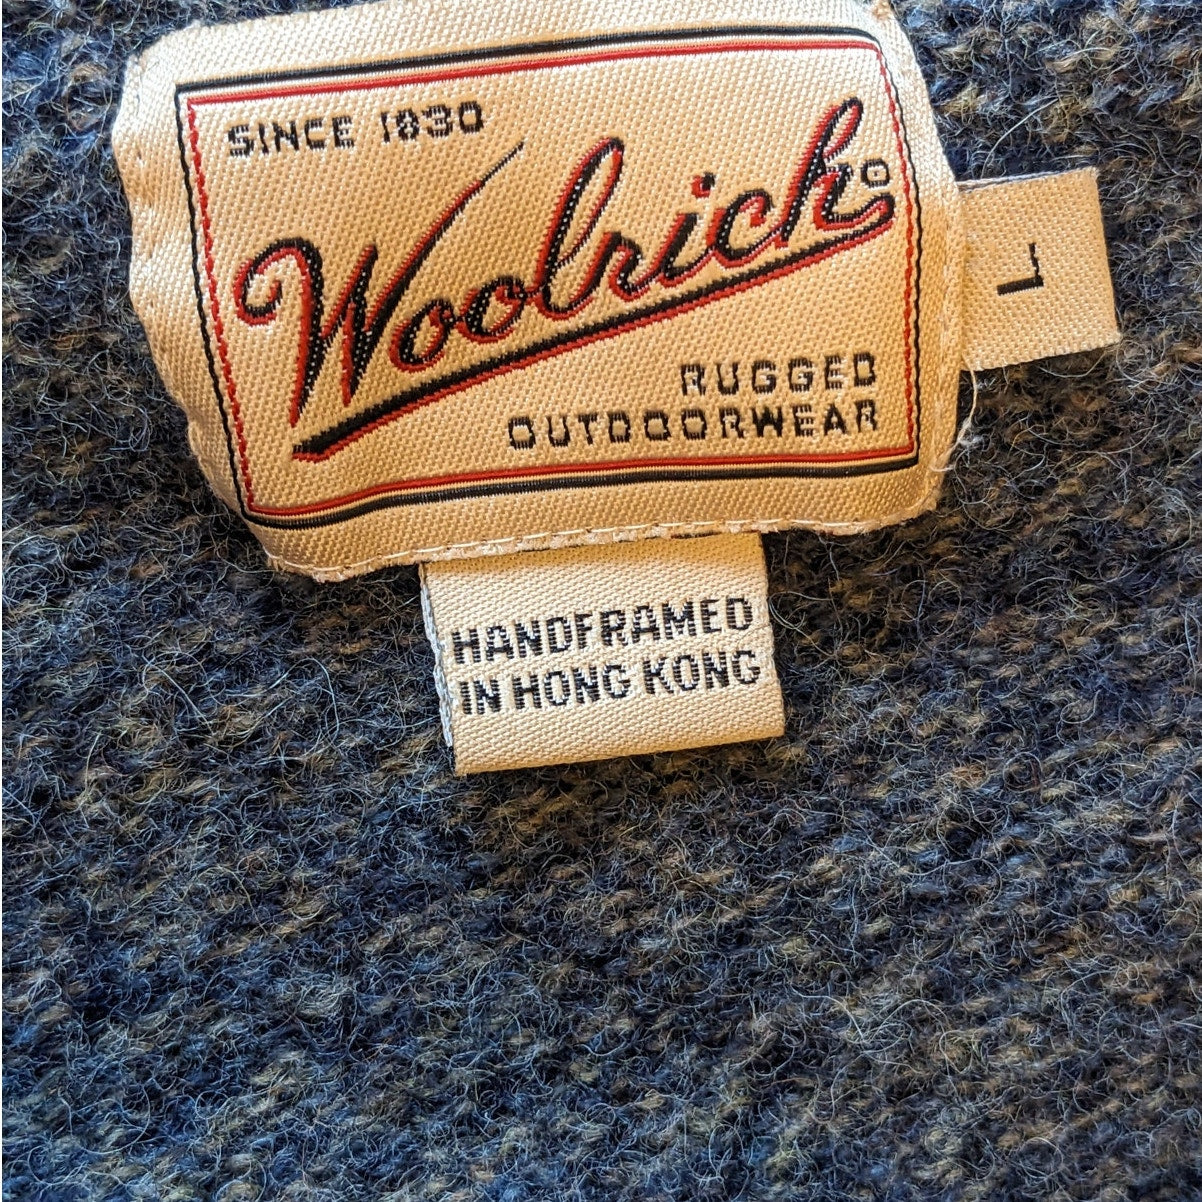 SINCE 1830
Woolrich
RUGGED
OUTDOORWEAR
L
HANDFRAMED
IN HONG KONG